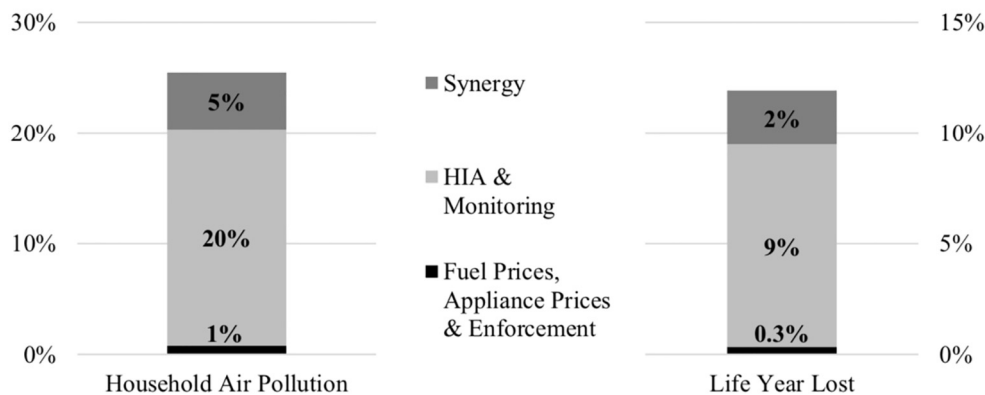 30%
20%
10%
0%
5%
20%
1%
Household Air Pollution
Synergy
HIA &
Monitoring
Fuel Prices,
Appliance Prices
& Enforcement
2%
9%
0.3%
Life Year Lost
15%
10%
5%
0%